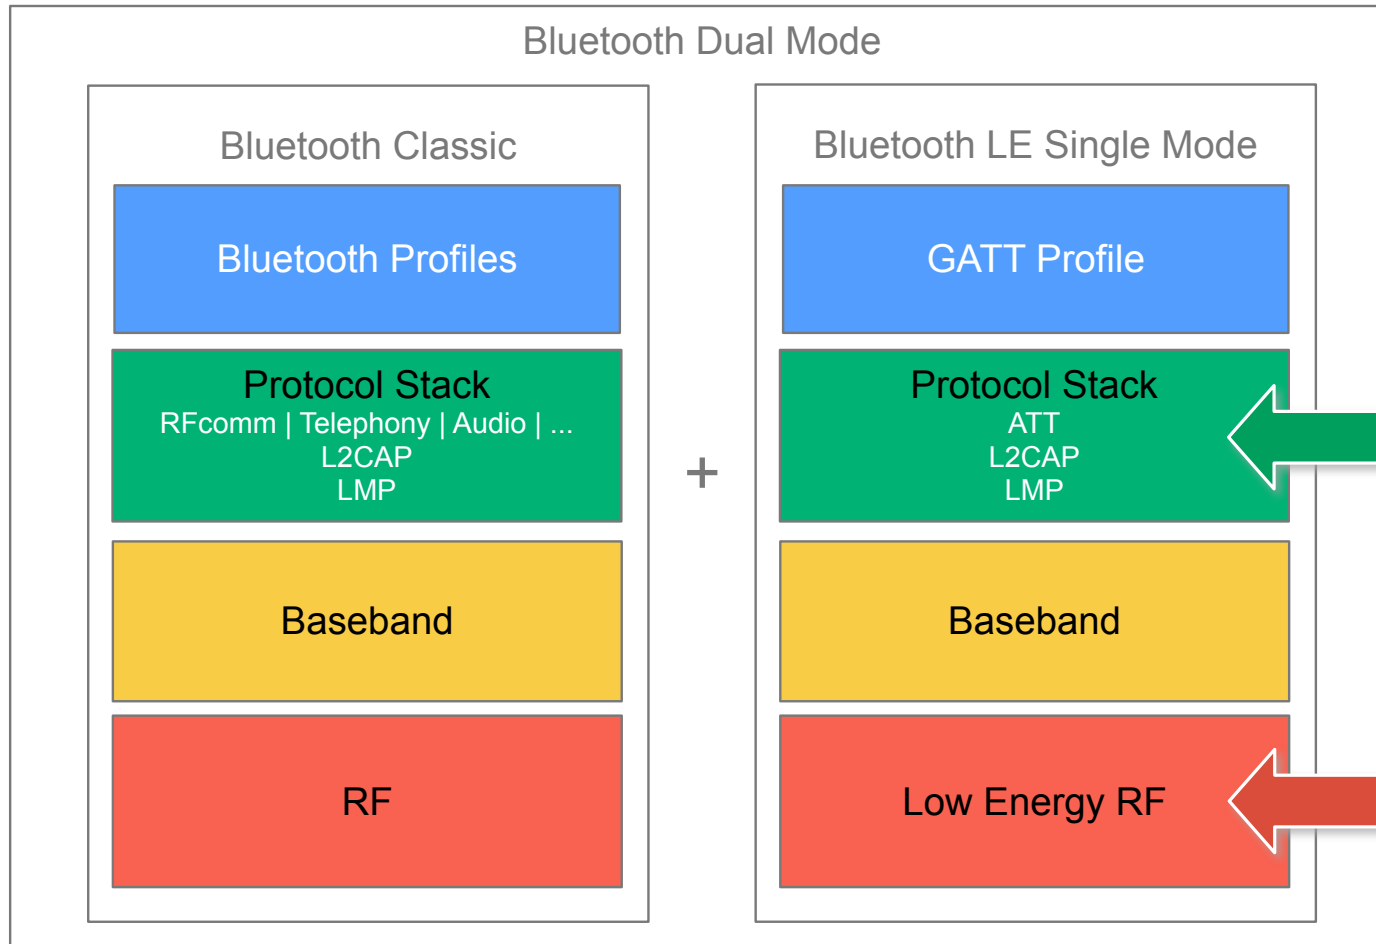 Bluetooth Dual Mode
Bluetooth Classic
Bluetooth Profiles
Protocol Stack
RFcomm | Telephony | Audio | ...
L2CAP
LMP
Baseband
RF
+
Bluetooth LE Single Mode
GATT Profile
Protocol Stack
ATT
L2CAP
LMP
Baseband
Low Energy RF